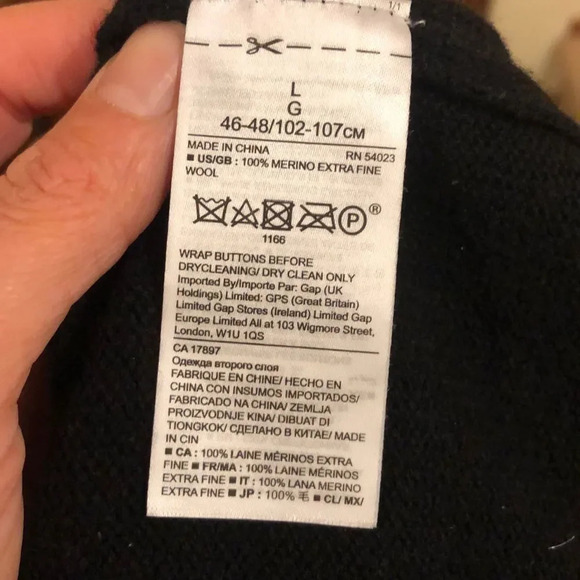 1/1
L
G
46-48/102-107CM
MADE IN CHINA RN 54023
■ US/GB : 100% MERINO EXTRA FINE
WOOL
P ®
1166
WRAP BUTTONS BEFORE
DRYCLEANING/ DRY CLEAN ONLY
Imported By/Importe Par: Gap (UK
Holdings) Limited: GPS (Great Britain)
Limited Gap Stores (Ireland) Limited Gap
Europe Limited All at 103 Wigmore Street,
London, W1U 1QS
CA 17897
Одежда второго слоя
FABRIQUE EN CHINE/ HECHO EN
CHINA CON INSUMOS IMPORTADOS/
FABRICADO NA CHINA/ ZEMLJA
PROIZVODNJE KINA/ DIBUAT DI
TIONGKOK/ СДЕЛАНО В КИТАЕ/ MADE
IN CIN
■ CA : 100% LAINE MÉRINOS EXTRA
FINE ■ FR/MA : 100% LAINE MÉRINOS
EXTRA FINE ■ IT : 100% LANA MERINO
EXTRA FINE ■ JP : 100% 毛 ■ CL/ MX/